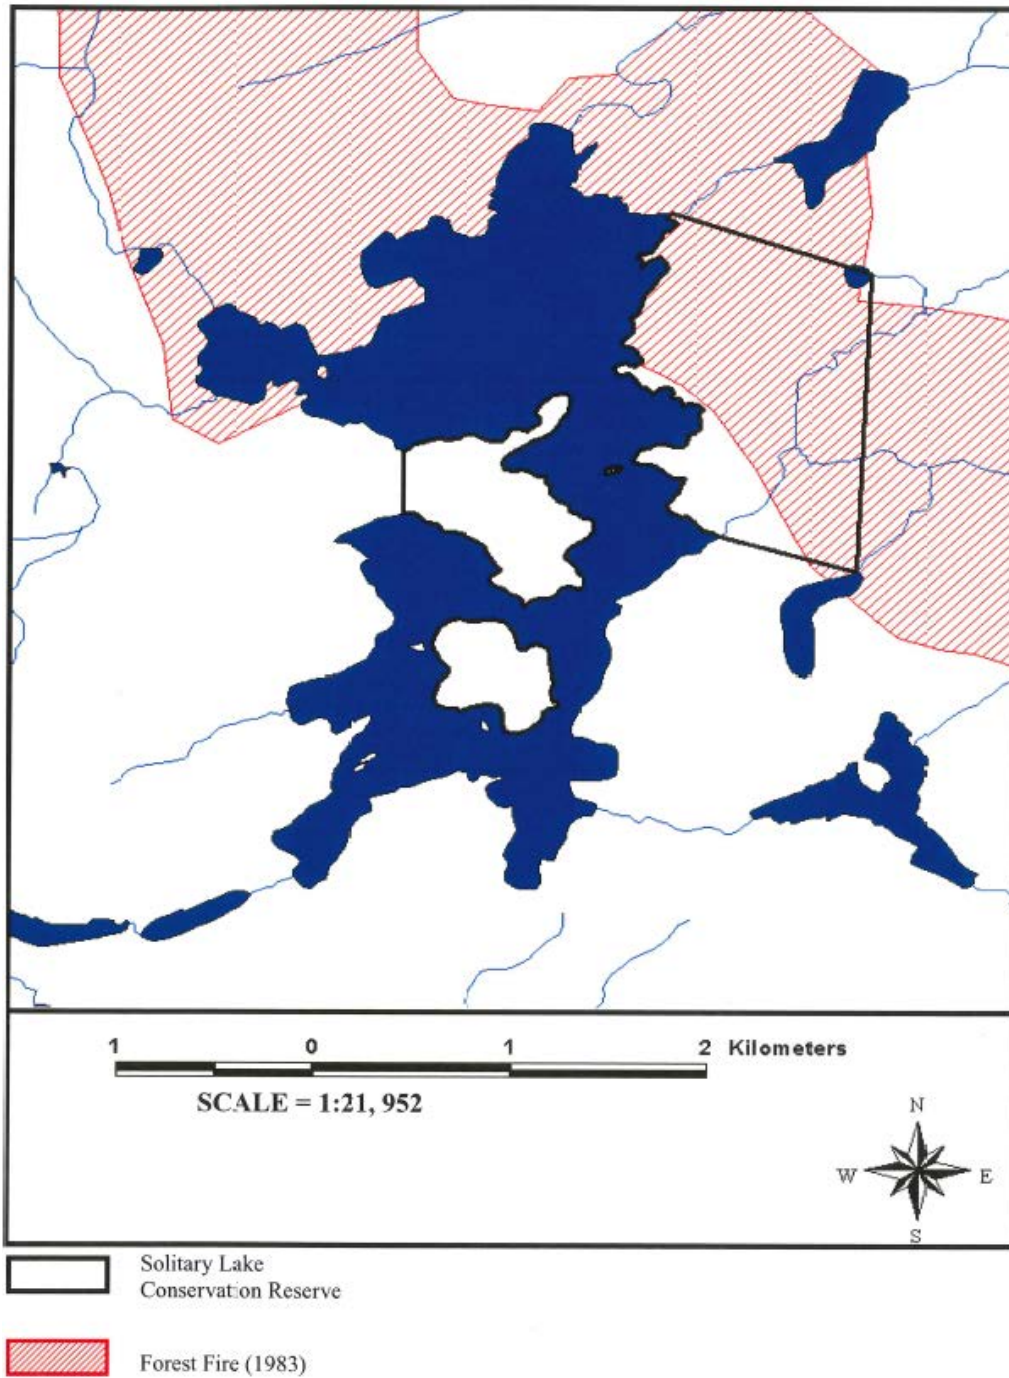 1 0 1 2 Kilometers
SCALE = 1:21, 952
N
W E
S
Solitary Lake
Conservation Reserve
Forest Fire (1983)